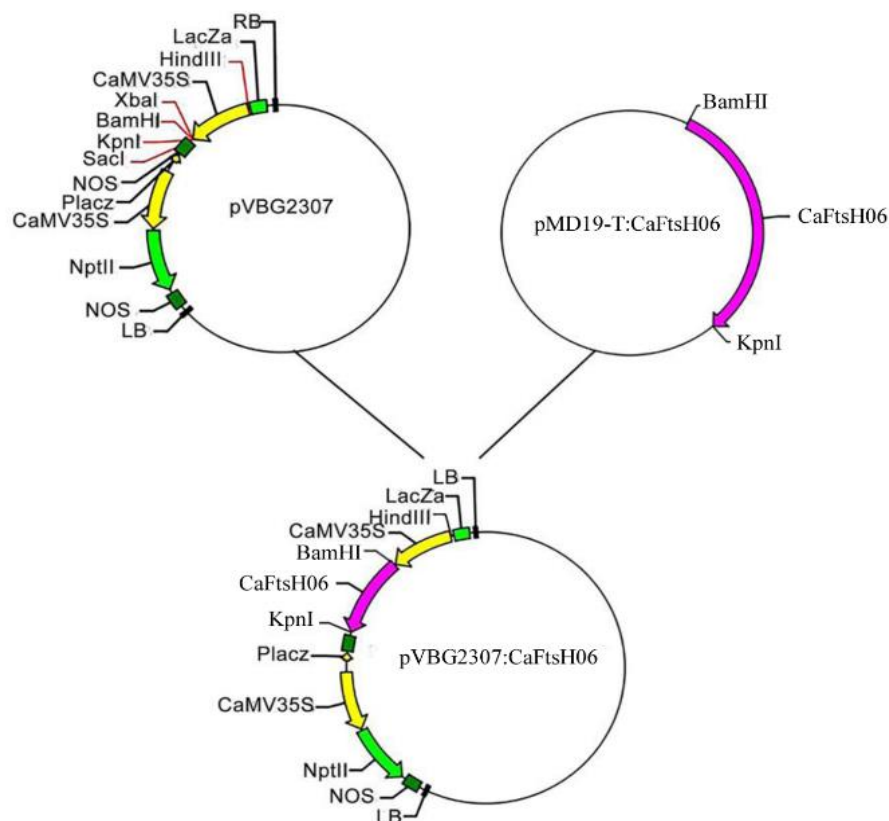 RB
LacZa
HindIII
CaMV35S
XbaI
BamHI
KpnI
SacI
NOS
Placz
CaMV35S
NptII
NOS
LB
pVBG2307
BamHI
CaFtsH06
pMD19-T:CaFtsH06
KpnI
LB
LacZa
HindIII
CaMV35S
BamHI
CaFtsH06
KpnI
Placz
CaMV35S
NptII
NOS
LB
pVBG2307:CaFtsH06